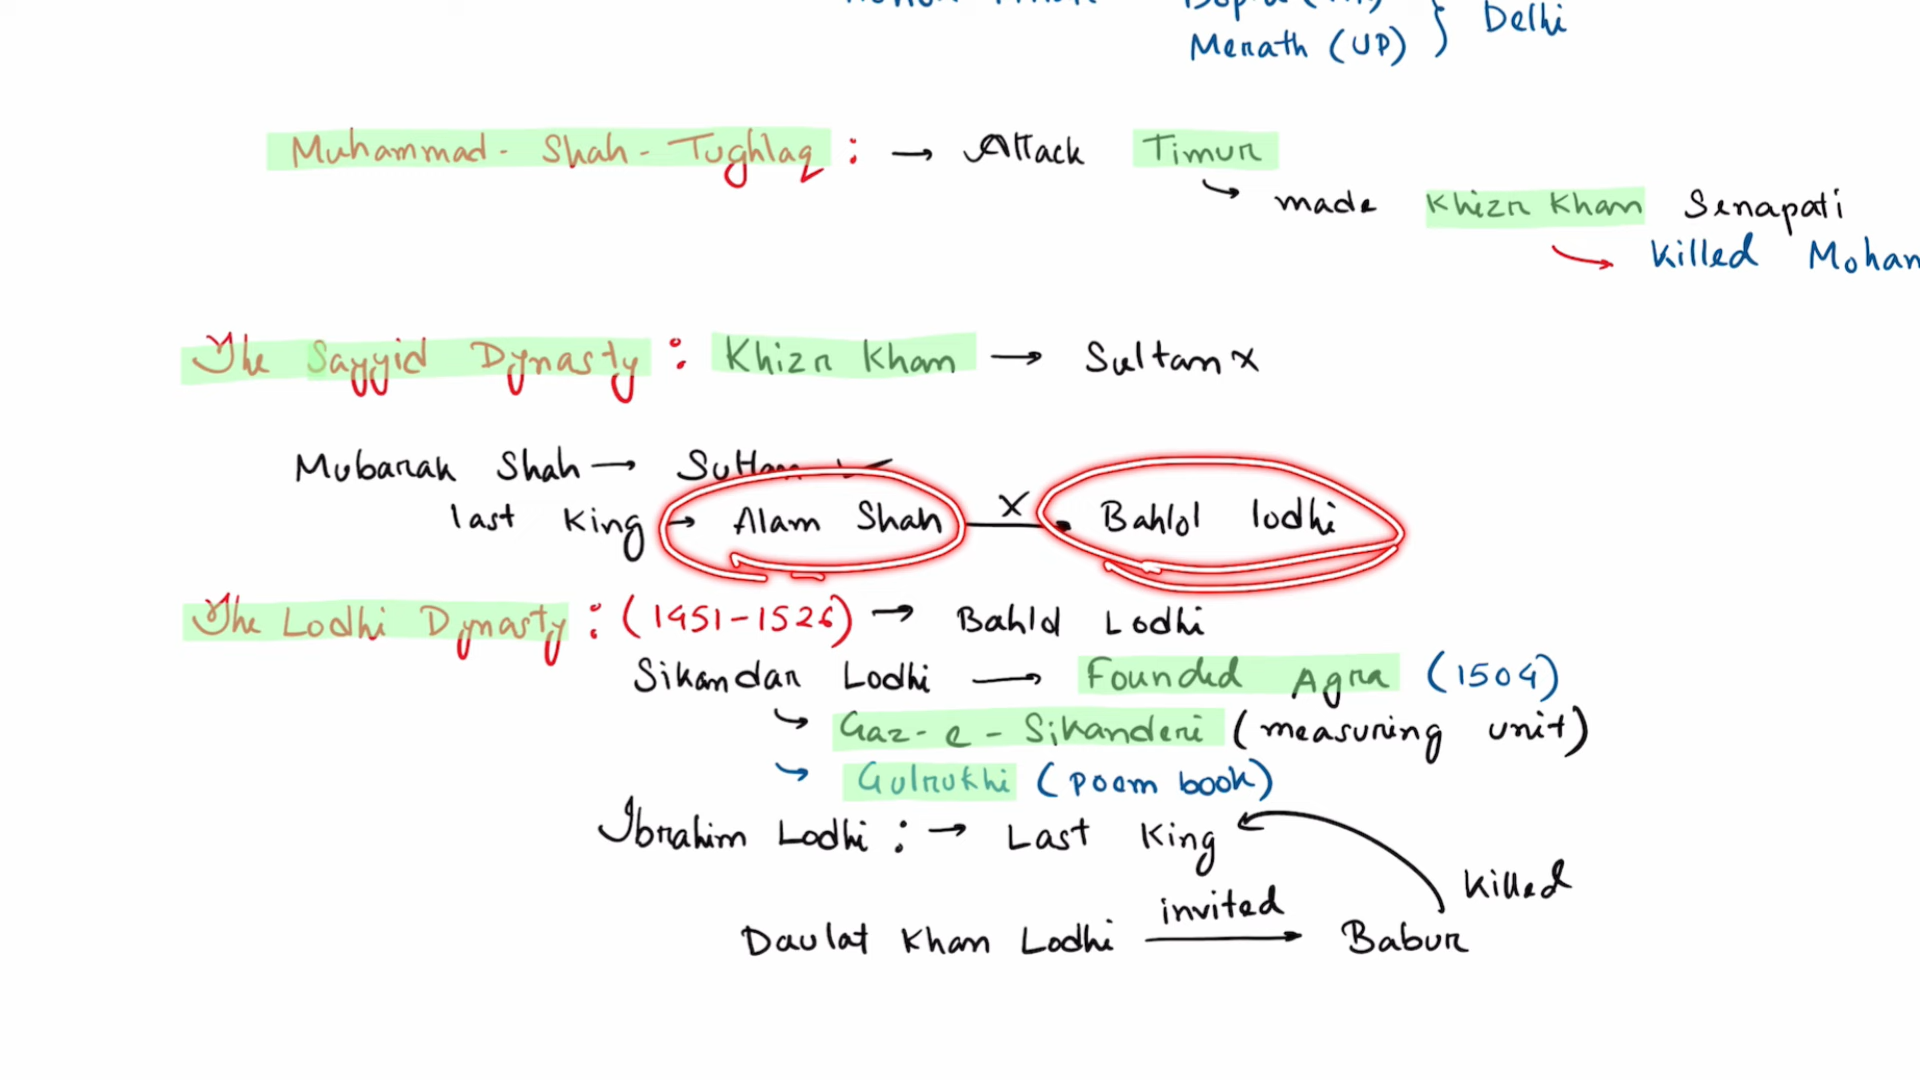 Merath (UP) } Delhi
Muhammad - Shah - Tughlaq : → Attack Timur
↳ made Khizr Khan Senapati
→ Killed
The Sayyid Dynasty : Khizr Khan → Sultan x
Mubarak Shah → Sultan ✓
last King → Alam Shah x Bahlol lodhi
The Lodhi Dynasty : (1451-1526) → Bahlol Lodhi
Sikandar Lodhi → Founded Agra (1504)
↳ Gaz-e-Sikanderi (measuring unit)
↳ Gulrukhi (poem book)
Ibrahim Lodhi : → Last King
Killed
invited
Daulat Khan Lodhi → Babur